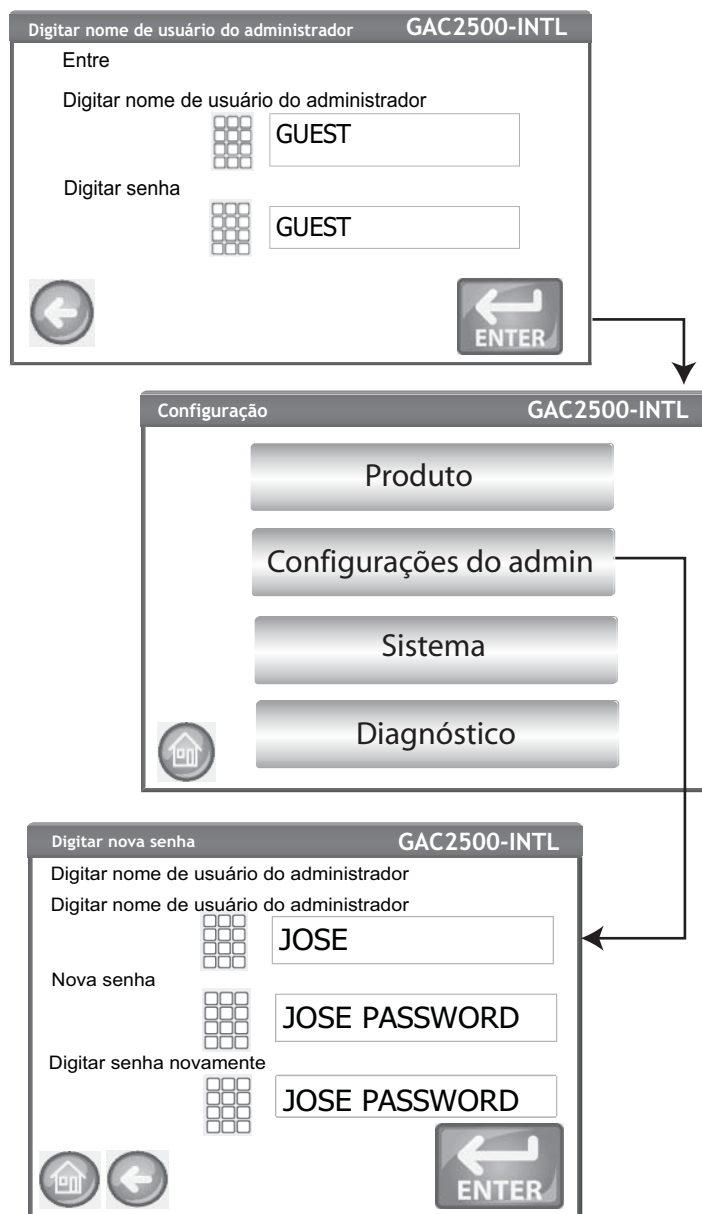 Digitar nome de usuário do administrador GAC2500-INTL
Entre
Digitar nome de usuário do administrador
GUEST
Digitar senha
GUEST
ENTER
Configuração GAC2500-INTL
Produto
Configurações do admin
Sistema
Diagnóstico
Digitar nova senha GAC2500-INTL
Digitar nome de usuário do administrador
Digitar nome de usuário do administrador
JOSE
Nova senha
JOSE PASSWORD
Digitar senha novamente
JOSE PASSWORD
ENTER